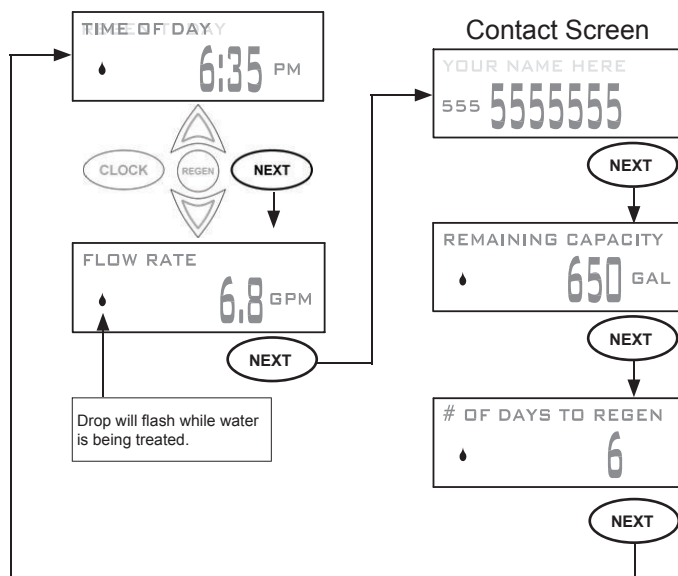 TIME OF DAY
6:35 PM
CLOCK
REGEN
NEXT
FLOW RATE
6.8 GPM
NEXT
Drop will flash while water
is being treated.
Contact Screen
YOUR NAME HERE
555 5555555
NEXT
REMAINING CAPACITY
650 GAL
NEXT
# OF DAYS TO REGEN
6
NEXT